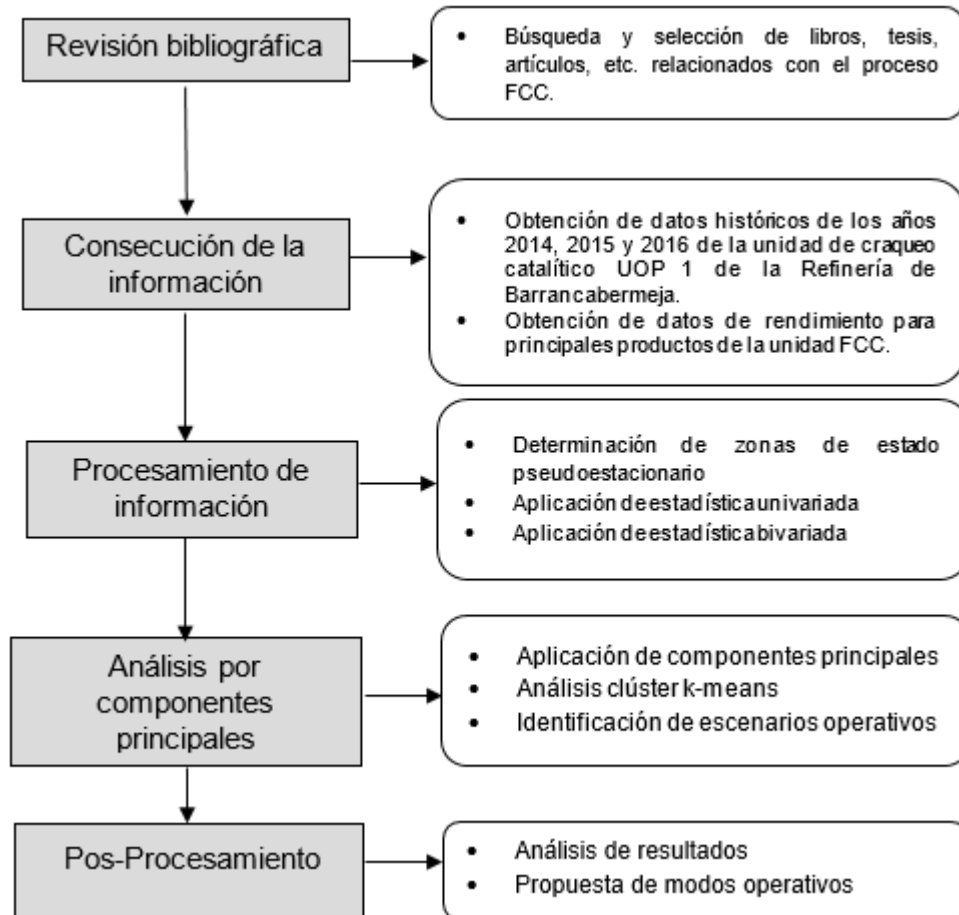 Revisión bibliográfica
• Búsqueda y selección de libros, tesis,
artículos, etc. relacionados con el proceso
FCC.
Consecución de la
información
• Obtención de datos históricos de los años
2014, 2015 y 2016 de la unidad de craqueo
catalítico UOP 1 de la Refinería de
Barrancabermeja.
• Obtención de datos de rendimiento para
principales productos de la unidad FCC.
Procesamiento de
información
• Determinación de zonas de estado
pseudoestacionario
• Aplicación de estadística univariada
• Aplicación de estadística bivariada
Análisis por
componentes
principales
• Aplicación de componentes principales
• Análisis clúster k-means
• Identificación de escenarios operativos
Pos-Procesamiento
• Análisis de resultados
• Propuesta de modos operativos